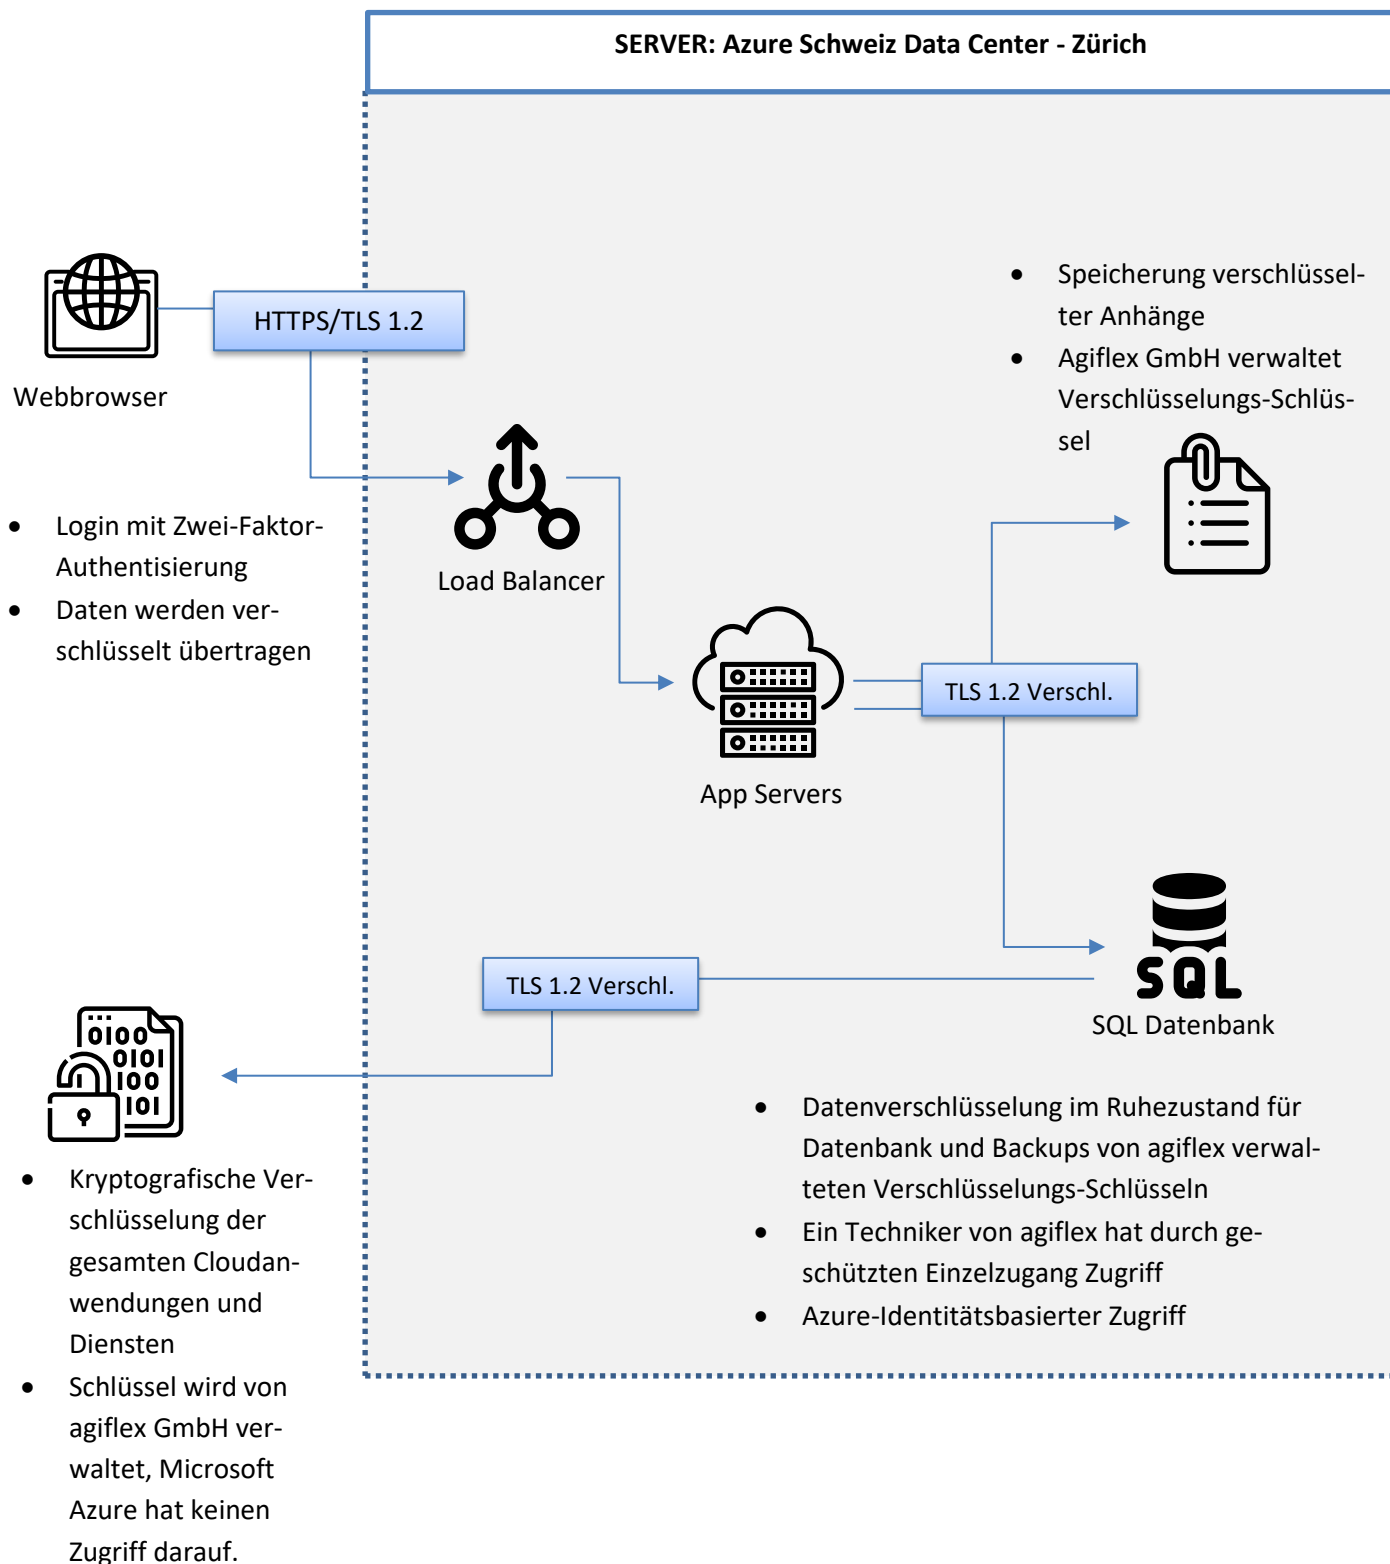 SERVER: Azure Schweiz Data Center - Zürich
HTTPS/TLS 1.2
Webbrowser
• Login mit Zwei-Faktor-
Authentisierung
• Daten werden ver-
schlüsselt übertragen
Load Balancer
App Servers
TLS 1.2 Verschl.
• Speicherung verschlüssel-
ter Anhänge
• Agiflex GmbH verwaltet
Verschlüsselungs-Schlüs-
sel
SQL
SQL Datenbank
TLS 1.2 Verschl.
• Datenverschlüsselung im Ruhezustand für
Datenbank und Backups von agiflex verwal-
teten Verschlüsselungs-Schlüsseln
• Ein Techniker von agiflex hat durch ge-
schützten Einzelzugang Zugriff
• Azure-Identitätsbasierter Zugriff
0100
0101
100
101
• Kryptografische Ver-
schlüsselung der
gesamten Cloudan-
wendungen und
Diensten
• Schlüssel wird von
agiflex GmbH ver-
waltet, Microsoft
Azure hat keinen
Zugriff darauf.